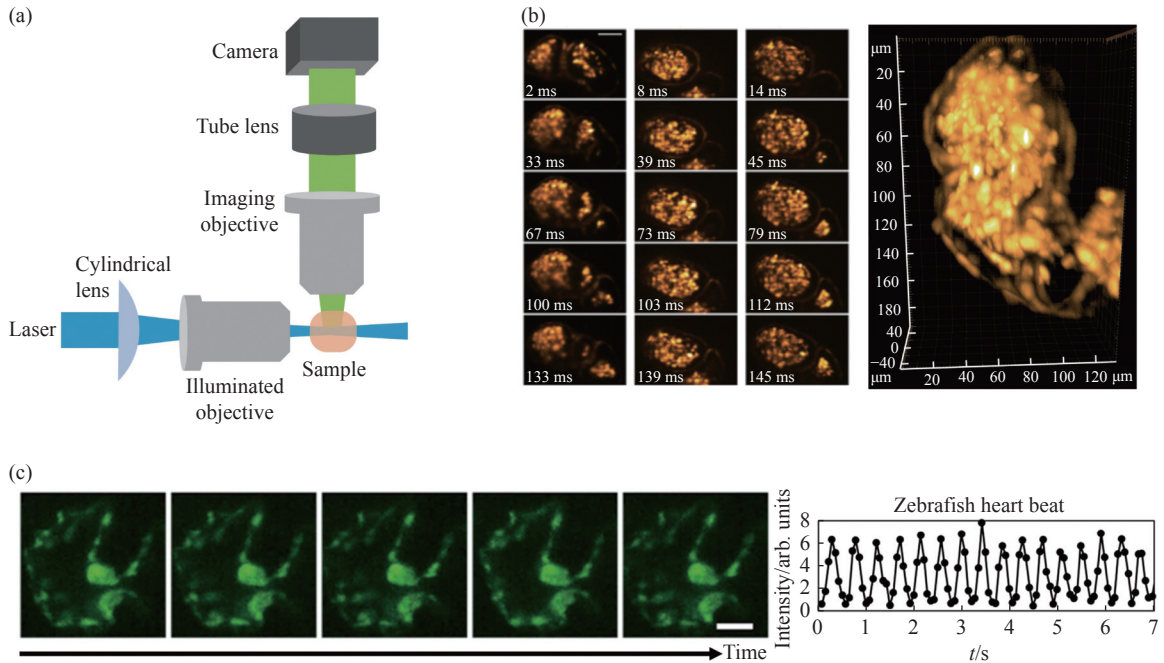 (a)
Camera
Tube lens
Imaging
objective
Cylindrical
lens
Laser
Illuminated
objective
Sample
(b)
2 ms
8 ms
14 ms
33 ms
39 ms
45 ms
67 ms
73 ms
79 ms
100 ms
103 ms
112 ms
133 ms
139 ms
145 ms
μm
20
40
60
80
100
120
140
160
180
40
0
−40
μm
20
40
60
80
100
120
μm
(c)
Time
Zebrafish heart beat
Intensity/arb. units
8
6
4
2
0
0
1
2
3
4
5
6
7
t/s